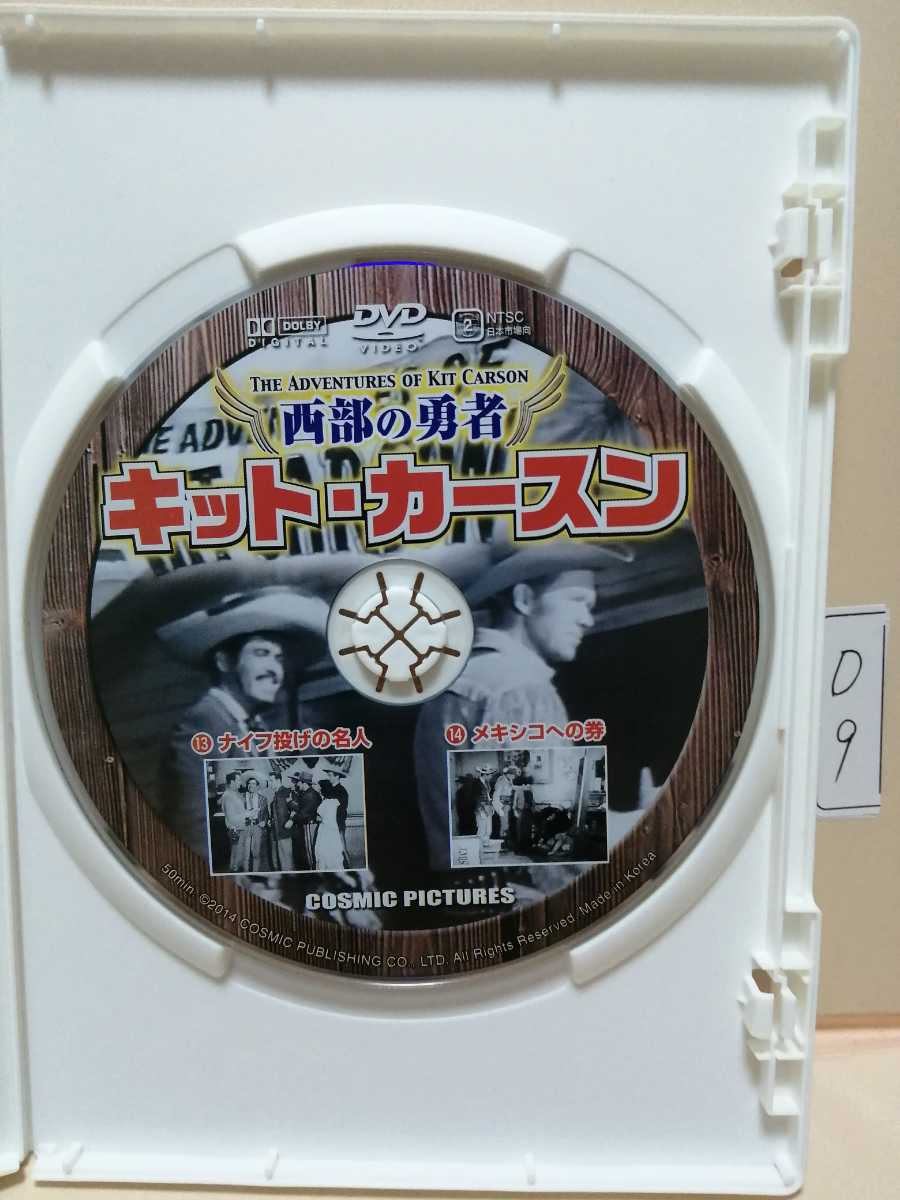 DOLBY
DIGITAL
DVD
VIDEO
2
NTSC
日本市場向
THE ADVENTURES OF KIT CARSON
西部の勇者
キット・カースン
⑬ ナイフ投げの名人
⑭ メキシコへの券
COSMIC PICTURES
50min. ©2014 COSMIC PUBLISHING CO., LTD. All Rights Reserved. Made in Korea
D
9